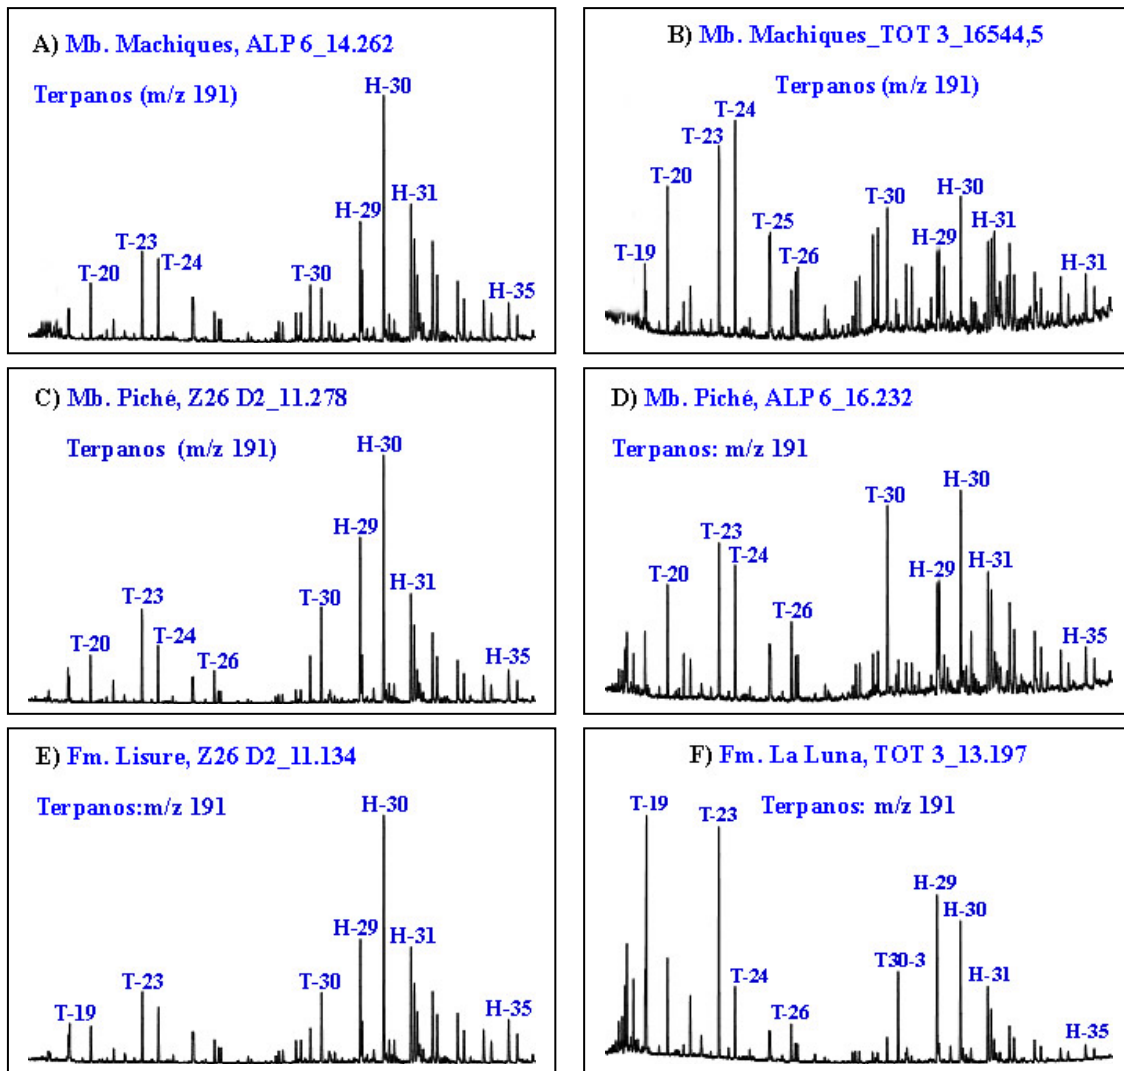 A) Mb. Machiques, ALP 6_14.262
Terpanos (m/z 191)
H-30
H-31
H-29
T-23
T-24
T-20
T-30
H-35
B) Mb. Machiques_TOT 3_16544,5
Terpanos (m/z 191)
T-24
T-23
T-20
T-30
H-30
T-25
H-31
T-19
T-26
H-29
H-31
C) Mb. Piché, Z26 D2_11.278
Terpanos (m/z 191)
H-30
H-29
T-23
T-30
H-31
T-20
T-24
T-26
H-35
D) Mb. Piché, ALP 6_16.232
Terpanos: m/z 191
H-30
T-30
T-23
T-24
T-20
H-29
H-31
T-26
H-35
E) Fm. Lisure, Z26 D2_11.134
Terpanos:m/z 191
H-30
H-29
H-31
T-23
T-30
T-19
H-35
F) Fm. La Luna, TOT 3_13.197
Terpanos: m/z 191
T-19
T-23
H-29
H-30
T30-3
T-24
H-31
T-26
H-35